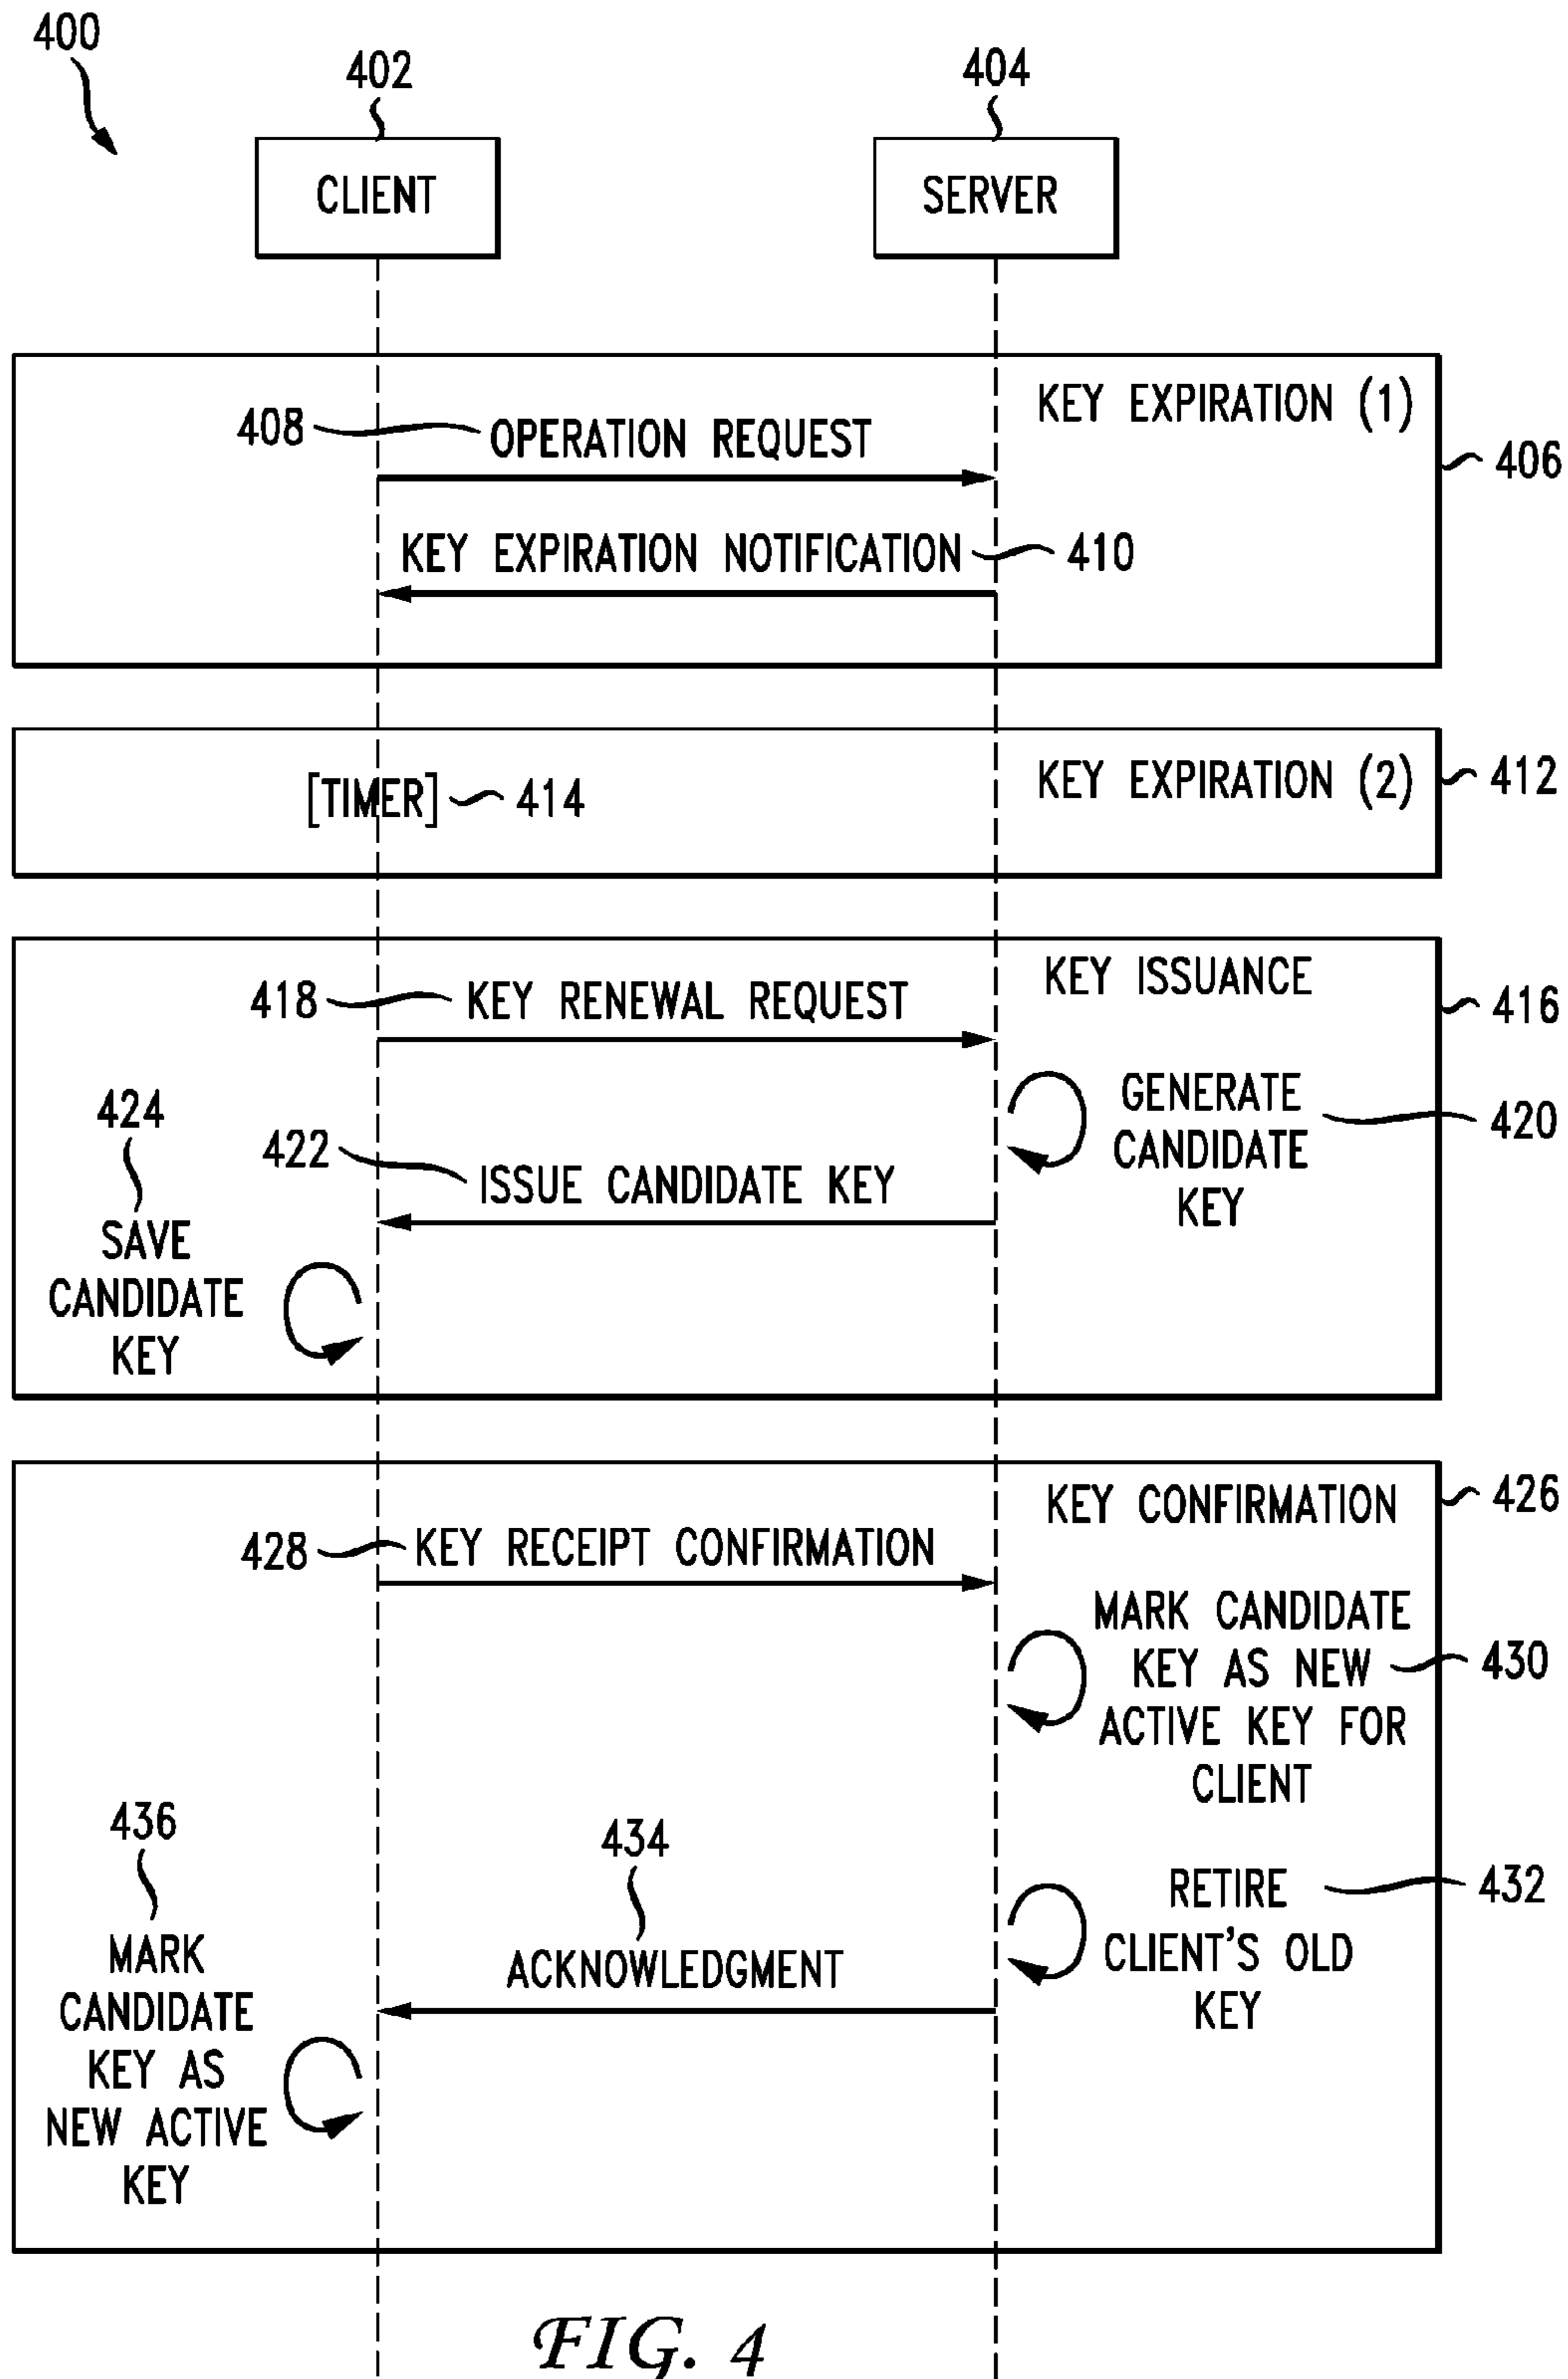 400
402
404
CLIENT
SERVER
KEY EXPIRATION (1)
408
OPERATION REQUEST
406
KEY EXPIRATION NOTIFICATION
410
KEY EXPIRATION (2)
412
[TIMER]
414
KEY ISSUANCE
416
418
KEY RENEWAL REQUEST
GENERATE
CANDIDATE
KEY
420
424
422
ISSUE CANDIDATE KEY
SAVE
CANDIDATE
KEY
KEY CONFIRMATION
426
428
KEY RECEIPT CONFIRMATION
MARK CANDIDATE
KEY AS NEW
ACTIVE KEY FOR
CLIENT
430
436
434
RETIRE
CLIENT'S OLD
KEY
432
ACKNOWLEDGMENT
MARK
CANDIDATE
KEY AS
NEW ACTIVE
KEY
FIG. 4